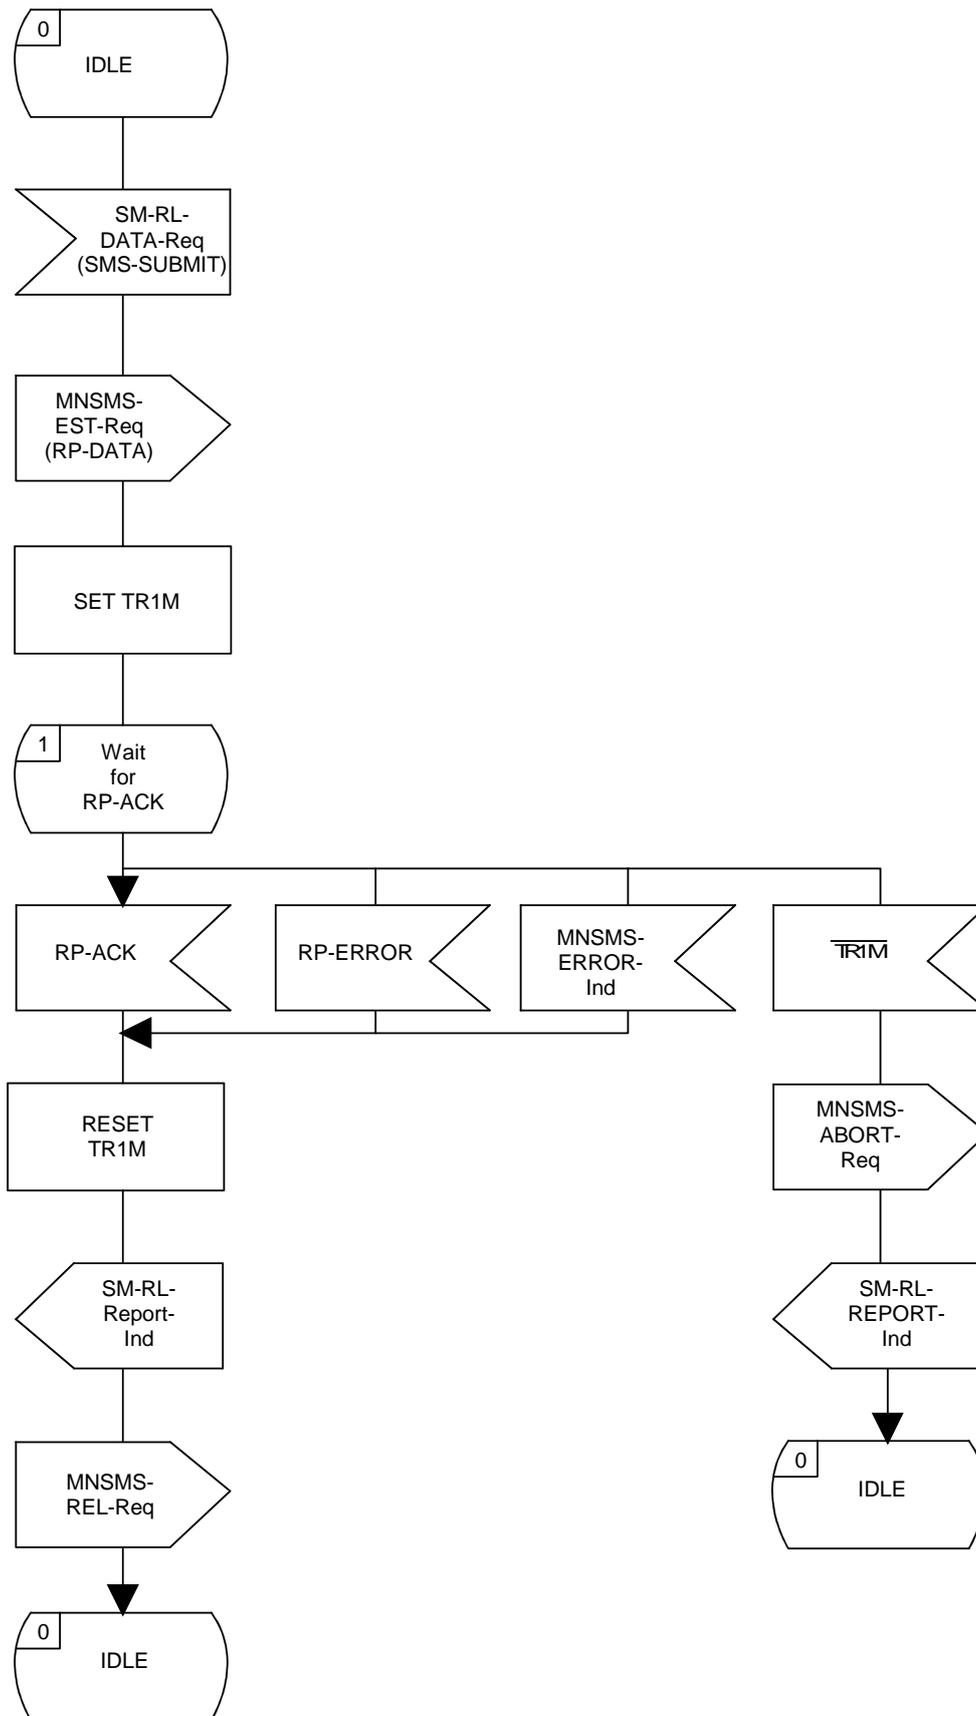 0
IDLE
SM-RL-
DATA-Req
(SMS-SUBMIT)
MNSMS-
EST-Req
(RP-DATA)
SET TR1M
1
Wait
for
RP-ACK
RP-ACK
RP-ERROR
MNSMS-
ERROR-
Ind
TR1M
RESET
TR1M
MNSMS-
ABORT-
Req
SM-RL-
Report-
Ind
SM-RL-
REPORT-
Ind
MNSMS-
REL-Req
0
IDLE
0
IDLE